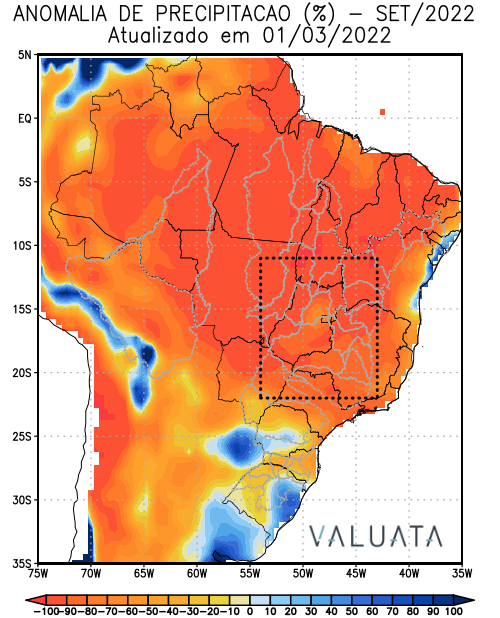 ANOMALIA DE PRECIPITACAO (%) – SET/2022
Atualizado em 01/03/2022
5N
EQ
5S
10S
15S
20S
25S
30S
35S
VALUATA
75W 70W 65W 60W 55W 50W 45W 40W 35W
-100 -90 -80 -70 -60 -50 -40 -30 -20 -10 0 10 20 30 40 50 60 70 80 90 100